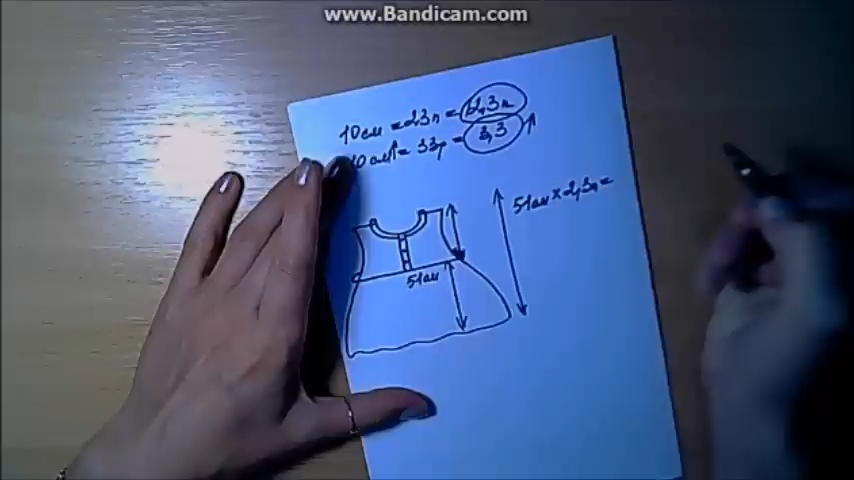 www.Bandicam.com
10см = 23п = 2,3п
10см↑ = 33р = 3,3 ↑
51см × 2,3п =
51см